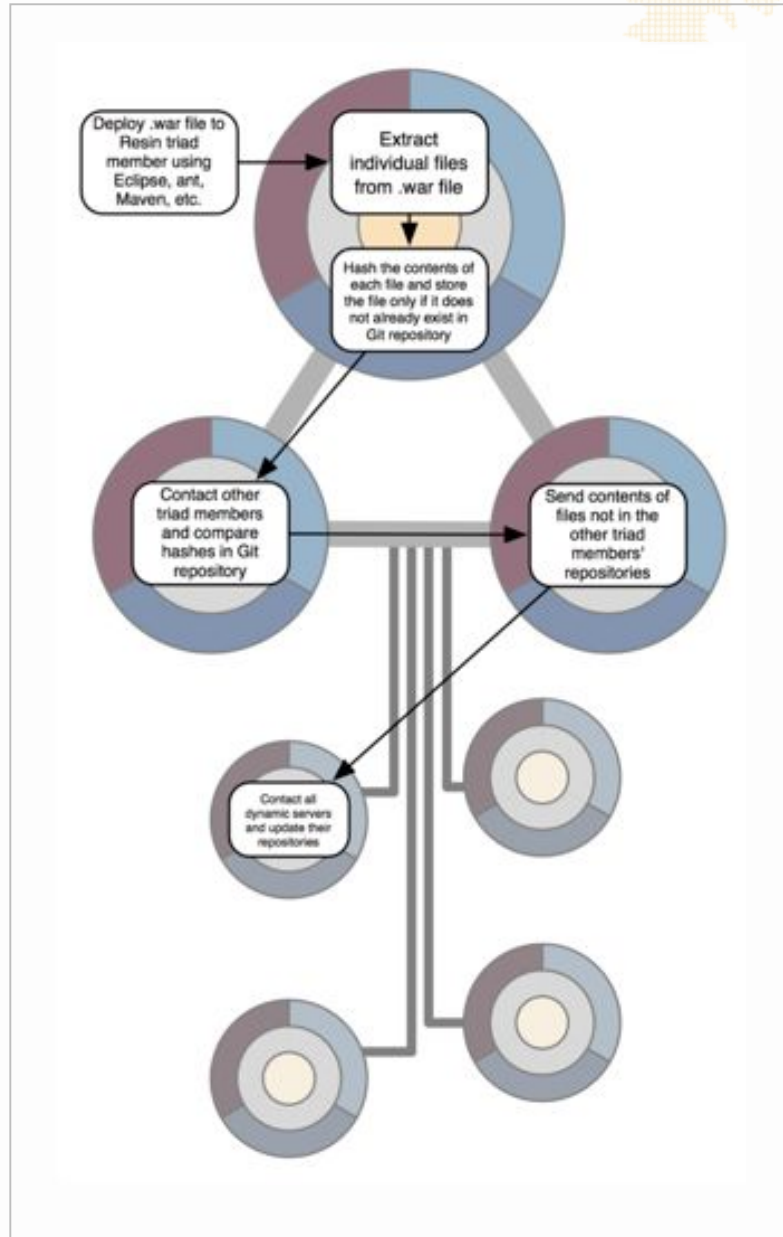 Deploy .war file to
Resin triad
member using
Eclipse, ant,
Maven, etc.
Extract
individual files
from .war file
Hash the contents of
each file and store
the file only if it does
not already exist in
Git repository
Contact other
triad members
and compare
hashes in Git
repository
Send contents of
files not in the
other triad
members'
repositories
Contact all
dynamic servers
and update their
repositories